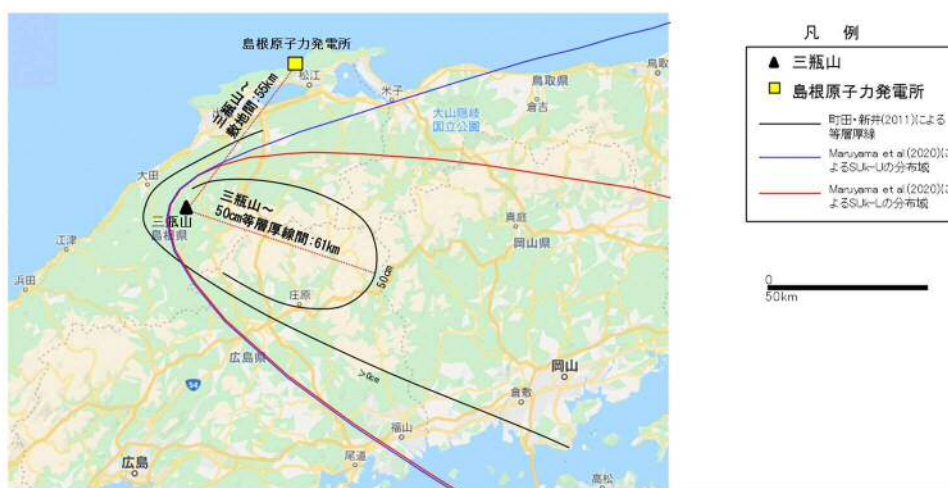 島根原子力発電所
松江
鳥取県
鳥取
米子
倉吉
大山隠岐
国立公園
三瓶山～
敷地間:55km
大田
三瓶山～
50cm等層厚線間:61km
三瓶山
島根県
真庭
岡山県
江津
浜田
50cm
庄原
広島県
>0cm
岡山
倉敷
54
福山
尾道
広島
高松
凡 例
三瓶山
島根原子力発電所
町田・新井(2011)による
等層厚線
Maruyama et al.(2020)に
よるSUk-Uの分布域
Maruyama et al.(2020)に
よるSUk-Lの分布域
0
50km